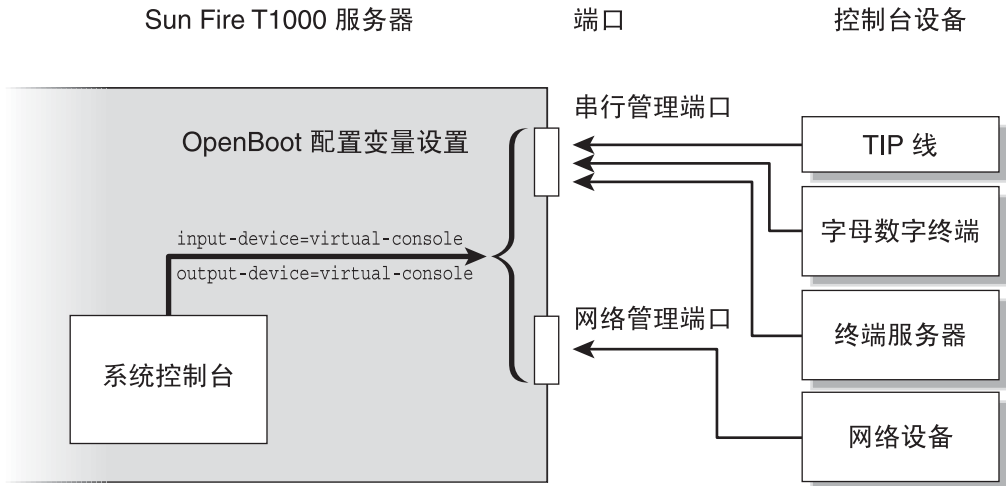 Sun Fire T1000 服务器
端口
控制台设备
串行管理端口
OpenBoot 配置变量设置
TIP 线
字母数字终端
input-device=virtual-console
output-device=virtual-console
网络管理端口
终端服务器
系统控制台
网络设备